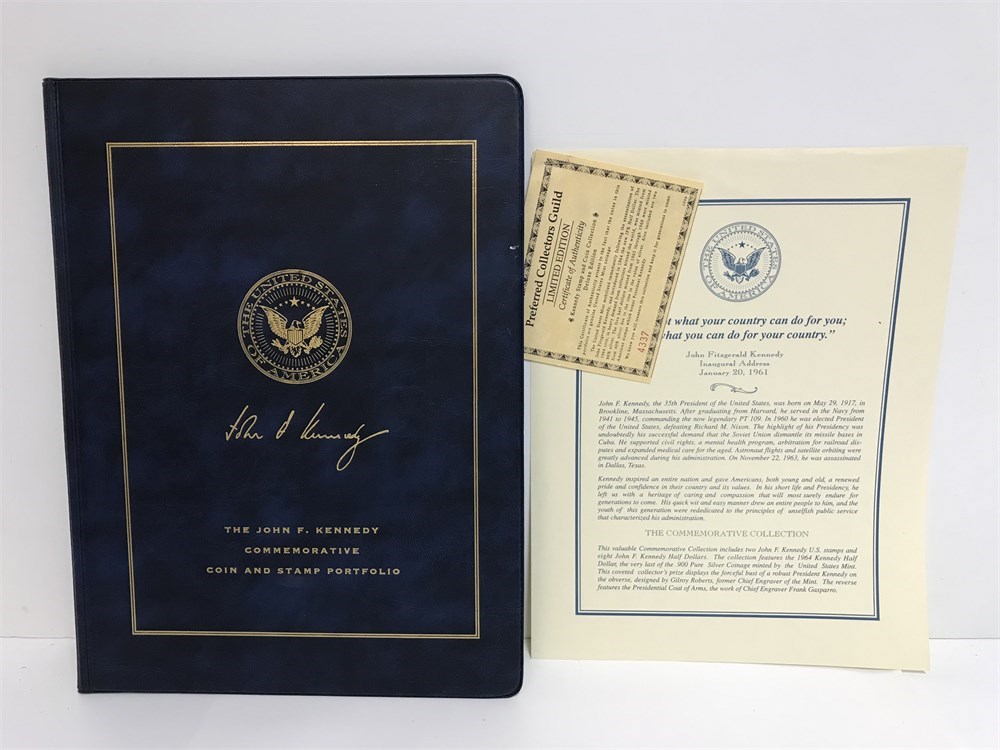 THE UNITED STATES
OF AMERICA
John F Kennedy
THE JOHN F. KENNEDY
COMMEMORATIVE
COIN AND STAMP PORTFOLIO
Preferred Collectors Guild
LIMITED EDITION
Certificate of Authenticity
Kennedy Stamp and Coin Collection
Deluxe Edition
4337
THE UNITED STATES
OF AMERICA
what your country can do for you;
what you can do for your country."
John Fitzgerald Kennedy
Inaugural Address
January 20, 1961
John F. Kennedy, the 35th President of the United States, was born on May 29, 1917, in
Brookline, Massachusetts. After graduating from Harvard, he served in the Navy from
1941 to 1945, commanding the now legendary PT 109. In 1960 he was elected President
of the United States, defeating Richard M. Nixon. The highlight of his Presidency was
undoubtedly his successful demand that the Soviet Union dismantle its missile bases in
Cuba. He supported civil rights, a mental health program, arbitration for railroad dis-
putes and expanded medical care for the aged. Astronaut flights and satellite orbiting were
greatly advanced during his administration. On November 22, 1963, he was assassinated
in Dallas, Texas.
Kennedy inspired an entire nation and gave Americans, both young and old, a renewed
pride and confidence in their country and its values. In his short life and Presidency, he
left us with a heritage of caring and compassion that will most surely endure for
generations to come. His quick wit and easy manner drew an entire people to him, and the
youth of this generation were rededicated to the principles of unselfish public service
that characterized his administration.
THE COMMEMORATIVE COLLECTION
This valuable Commemorative Collection includes two John F. Kennedy U.S. stamps and
eight John F. Kennedy Half Dollars. The collection features the 1964 Kennedy Half
Dollar, the very last of the .900 Pure Silver Coinage minted by the United States Mint.
This coveted collector's prize displays the forceful bust of a robust President Kennedy on
the obverse, designed by Gilroy Roberts, former Chief Engraver of the Mint. The reverse
features the Presidential Coat of Arms, the work of Chief Engraver Frank Gasparro.